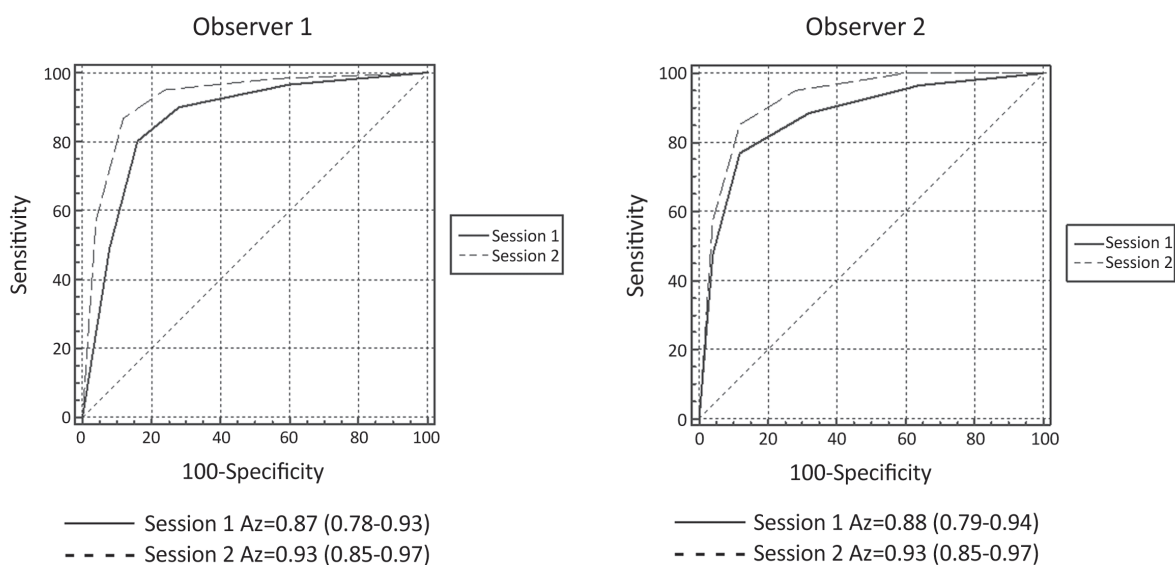 Observer 1
100
80
60
40
20
0
Sensitivity
0 20 40 60 80 100
100-Specificity
Session 1
Session 2
Session 1 Az=0.87 (0.78-0.93)
Session 2 Az=0.93 (0.85-0.97)
Observer 2
100
80
60
40
20
0
Sensitivity
0 20 40 60 80 100
100-Specificity
Session 1
Session 2
Session 1 Az=0.88 (0.79-0.94)
Session 2 Az=0.93 (0.85-0.97)